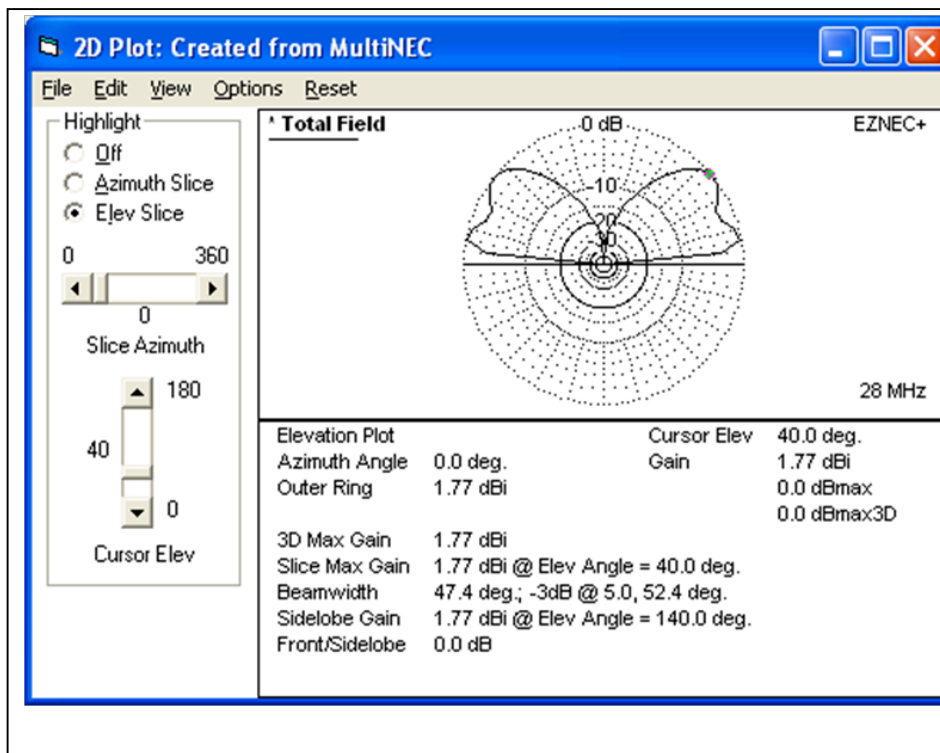 2D Plot: Created from MultiNEC
File Edit View Options Reset
Highlight
Off
Azimuth Slice
Elev Slice
0 360
0
Slice Azimuth
180
40
0
Cursor Elev
* Total Field
0 dB
EZNEC+
-10
-20
-30
28 MHz
Elevation Plot Cursor Elev 40.0 deg.
Azimuth Angle 0.0 deg. Gain 1.77 dBi
Outer Ring 1.77 dBi 0.0 dBmax
0.0 dBmax3D
3D Max Gain 1.77 dBi
Slice Max Gain 1.77 dBi @ Elev Angle = 40.0 deg.
Beamwidth 47.4 deg.; -3dB @ 5.0, 52.4 deg.
Sidelobe Gain 1.77 dBi @ Elev Angle = 140.0 deg.
Front/Sidelobe 0.0 dB